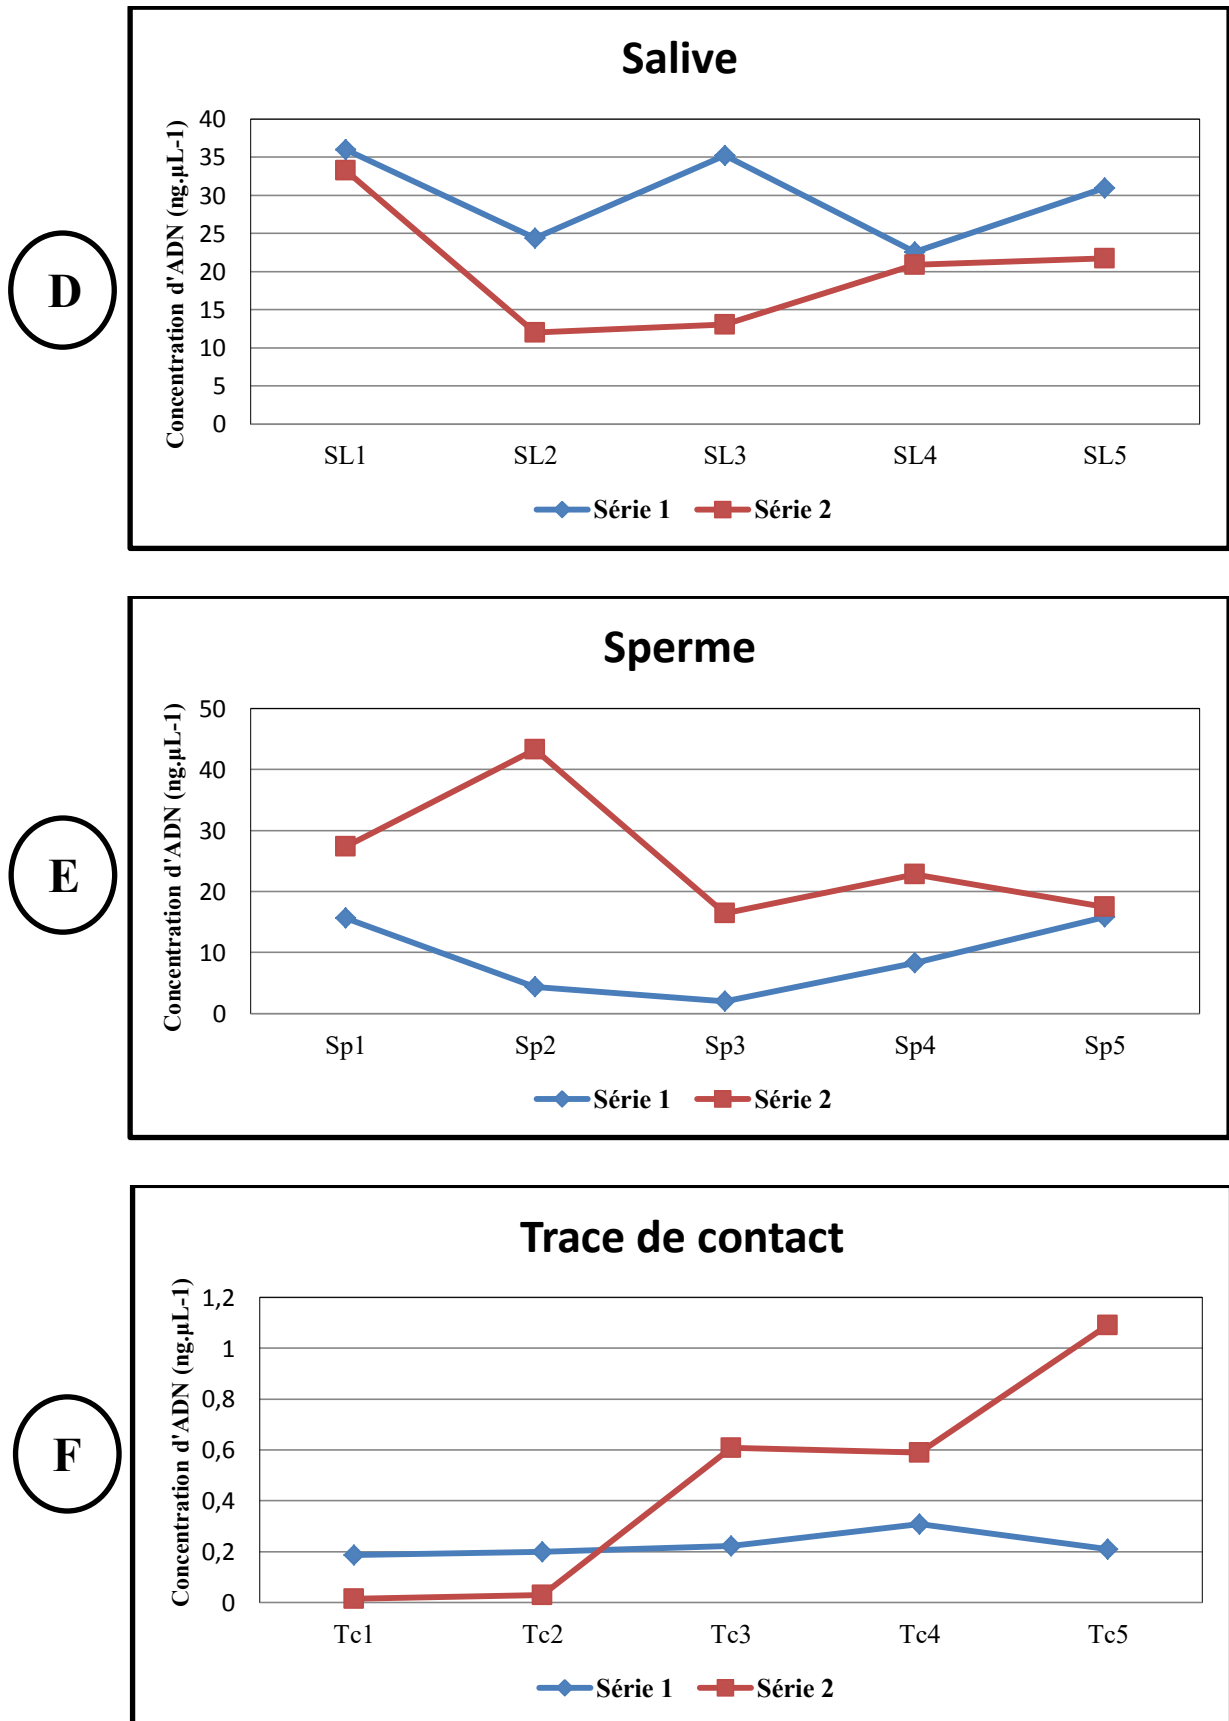 D
Salive
Concentration d'ADN (ng.µL-1)
40
35
30
25
20
15
10
5
0
SL1 SL2 SL3 SL4 SL5
Série 1 Série 2
E
Sperme
Concentration d'ADN (ng.µL-1)
50
40
30
20
10
0
Sp1 Sp2 Sp3 Sp4 Sp5
Série 1 Série 2
F
Trace de contact
Concentration d'ADN (ng.µL-1)
1,2
1
0,8
0,6
0,4
0,2
0
Tc1 Tc2 Tc3 Tc4 Tc5
Série 1 Série 2